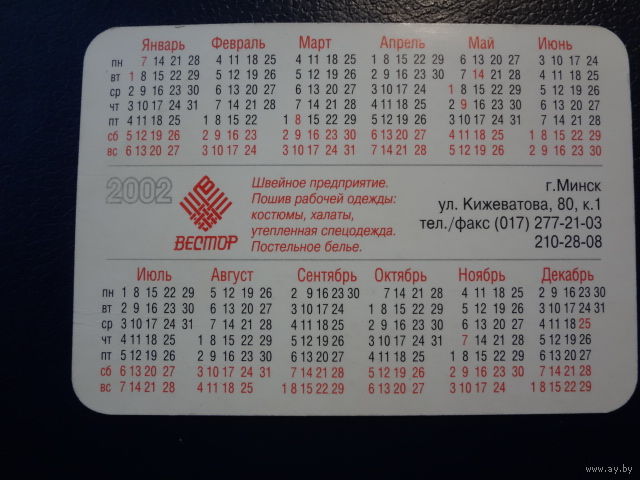 Январь Февраль Март Апрель Май Июнь
пн 7 14 21 28 4 11 18 25 4 11 18 25 1 8 15 22 29 6 13 20 27 3 10 17 24
вт 1 8 15 22 29 5 12 19 26 5 12 19 26 2 9 16 23 30 7 14 21 28 4 11 18 25
ср 2 9 16 23 30 6 13 20 27 6 13 20 27 3 10 17 24 1 8 15 22 29 5 12 19 26
чт 3 10 17 24 31 7 14 21 28 7 14 21 28 4 11 18 25 2 9 16 23 30 6 13 20 27
пт 4 11 18 25 1 8 15 22 1 8 15 22 29 5 12 19 26 3 10 17 24 31 7 14 21 28
сб 5 12 19 26 2 9 16 23 2 9 16 23 30 6 13 20 27 4 11 18 25 1 8 15 22 29
вс 6 13 20 27 3 10 17 24 3 10 17 24 31 7 14 21 28 5 12 19 26 2 9 16 23 30
2002
ВЕСТОР
Швейное предприятие.
Пошив рабочей одежды:
костюмы, халаты,
утепленная спецодежда.
Постельное белье.
г.Минск
ул. Кижеватова, 80, к.1
тел./факс (017) 277-21-03
210-28-08
Июль Август Сентябрь Октябрь Ноябрь Декабрь
пн 1 8 15 22 29 5 12 19 26 2 9 16 23 30 7 14 21 28 4 11 18 25 2 9 16 23 30
вт 2 9 16 23 30 6 13 20 27 3 10 17 24 1 8 15 22 29 5 12 19 26 3 10 17 24 31
ср 3 10 17 24 31 7 14 21 28 4 11 18 25 2 9 16 23 30 6 13 20 27 4 11 18 25
чт 4 11 18 25 1 8 15 22 29 5 12 19 26 3 10 17 24 31 7 14 21 28 5 12 19 26
пт 5 12 19 26 2 9 16 23 30 6 13 20 27 4 11 18 25 1 8 15 22 29 6 13 20 27
сб 6 13 20 27 3 10 17 24 31 7 14 21 28 5 12 19 26 2 9 16 23 30 7 14 21 28
вс 7 14 21 28 4 11 18 25 1 8 15 22 29 6 13 20 27 3 10 17 24 1 8 15 22 29
www.ay.by